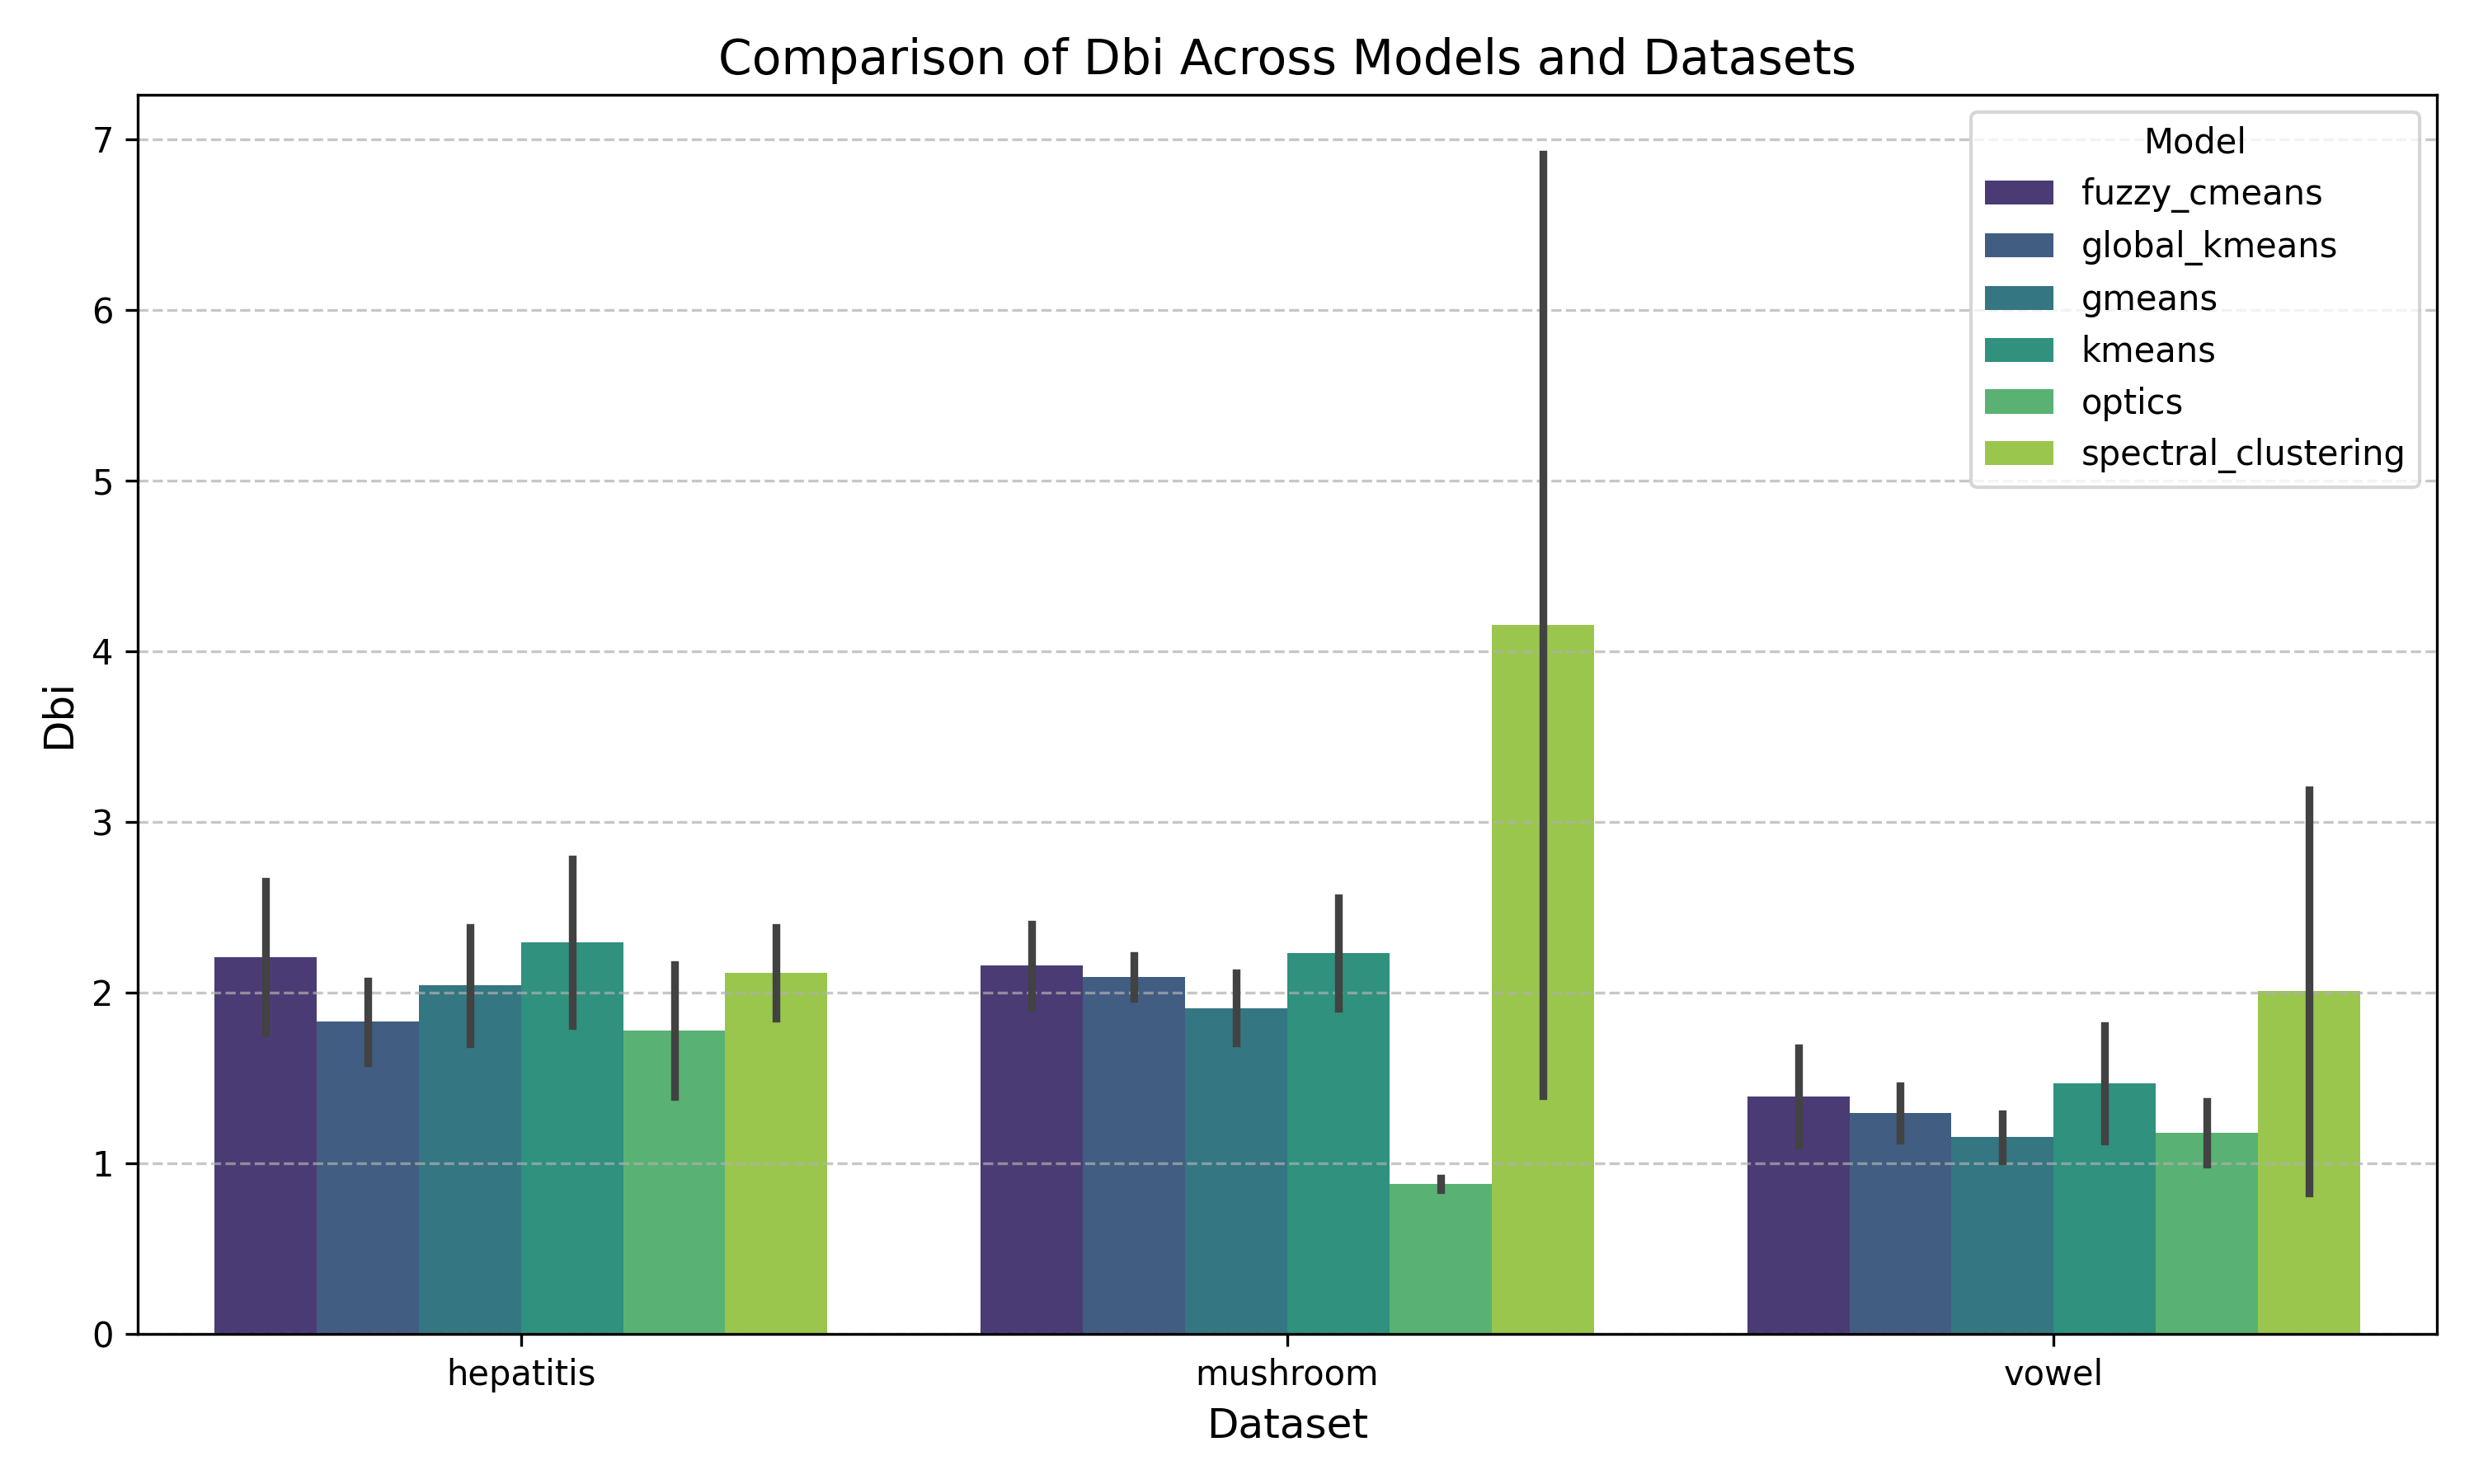 Comparison of Dbi Across Models and Datasets
Model
fuzzy_cmeans
global_kmeans
gmeans
kmeans
optics
spectral_clustering
7
6
5
4
3
2
1
0
Dbi
hepatitis mushroom vowel
Dataset